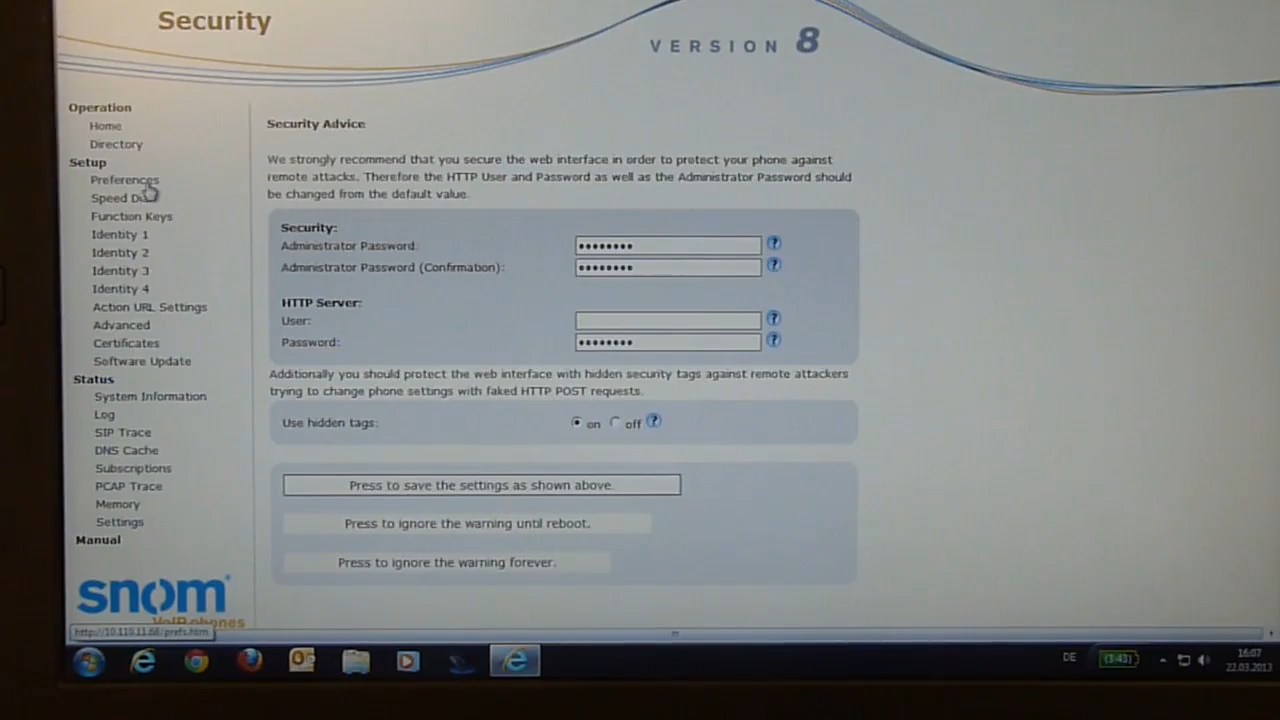 Security
VERSION 8
Operation
Home
Directory
Setup
Preferences
Speed Dial
Function Keys
Identity 1
Identity 2
Identity 3
Identity 4
Action URL Settings
Advanced
Certificates
Software Update
Status
System Information
Log
SIP Trace
DNS Cache
Subscriptions
PCAP Trace
Memory
Settings
Manual
snom
VoIP phones
Security Advice
We strongly recommend that you secure the web interface in order to protect your phone against
remote attacks. Therefore the HTTP User and Password as well as the Administrator Password should
be changed from the default value.
Security:
Administrator Password: •••••••• ?
Administrator Password (Confirmation): •••••••• ?
HTTP Server:
User: ?
Password: •••••••• ?
Additionally you should protect the web interface with hidden security tags against remote attackers
trying to change phone settings with faked HTTP POST requests.
Use hidden tags: on off ?
Press to save the settings as shown above.
Press to ignore the warning until reboot.
Press to ignore the warning forever.
DE
(3:43)
16:07
22.03.2013